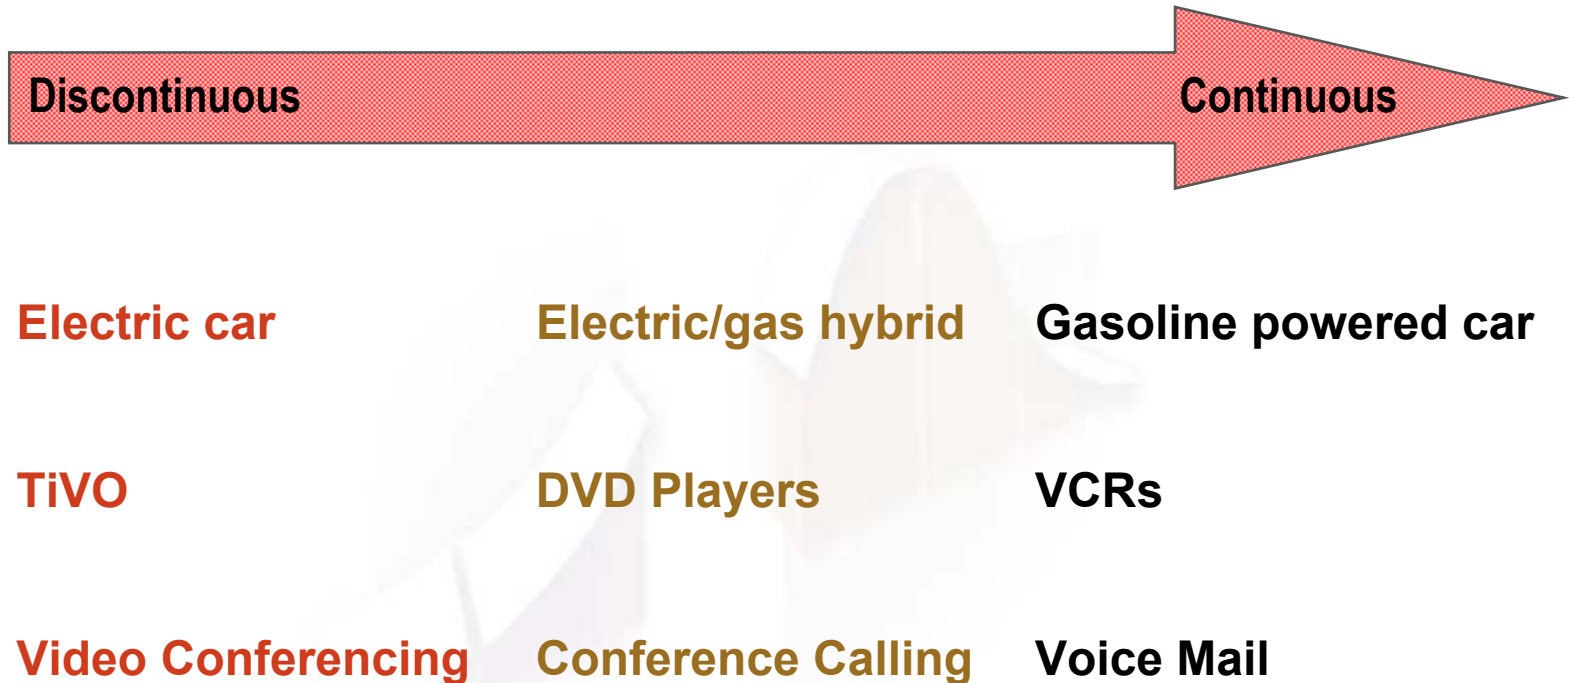 Discontinuous Continuous
Electric car Electric/gas hybrid Gasoline powered car
TiVO DVD Players VCRs
Video Conferencing Conference Calling Voice Mail